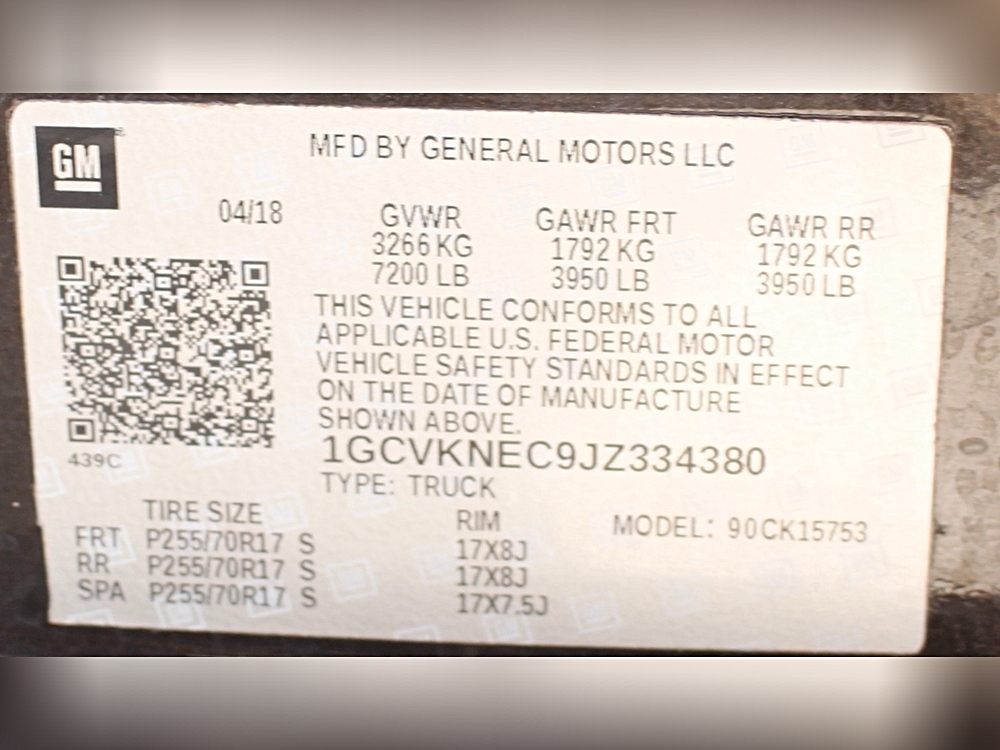 GM
MFD BY GENERAL MOTORS LLC
04/18 GVWR GAWR FRT GAWR RR
3266 KG 1792 KG 1792 KG
7200 LB 3950 LB 3950 LB
THIS VEHICLE CONFORMS TO ALL
APPLICABLE U.S. FEDERAL MOTOR
VEHICLE SAFETY STANDARDS IN EFFECT
ON THE DATE OF MANUFACTURE
SHOWN ABOVE.
439C 1GCVKNEC9JZ334380
TYPE: TRUCK
TIRE SIZE RIM MODEL: 90CK15753
FRT P255/70R17 S 17X8J
RR P255/70R17 S 17X8J
SPA P255/70R17 S 17X7.5J